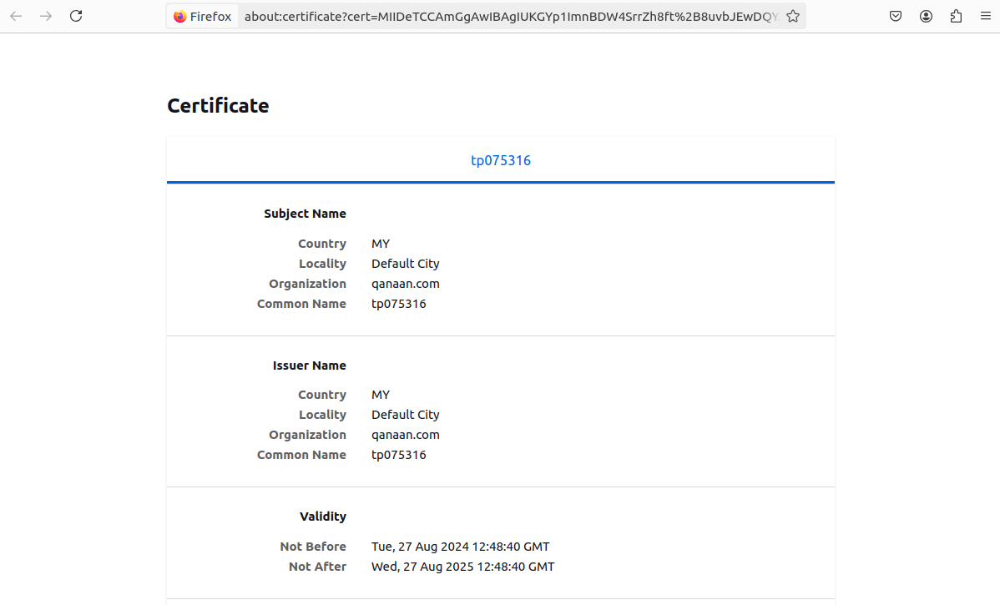 Firefox about:certificate?cert=MIIDeTCCAmGgAwIBAgIUKGYp1ImnBDW4SrrZh8ft%2B8uvbJEwDQY
Certificate
tp075316
Subject Name
Country MY
Locality Default City
Organization qanaan.com
Common Name tp075316
Issuer Name
Country MY
Locality Default City
Organization qanaan.com
Common Name tp075316
Validity
Not Before Tue, 27 Aug 2024 12:48:40 GMT
Not After Wed, 27 Aug 2025 12:48:40 GMT